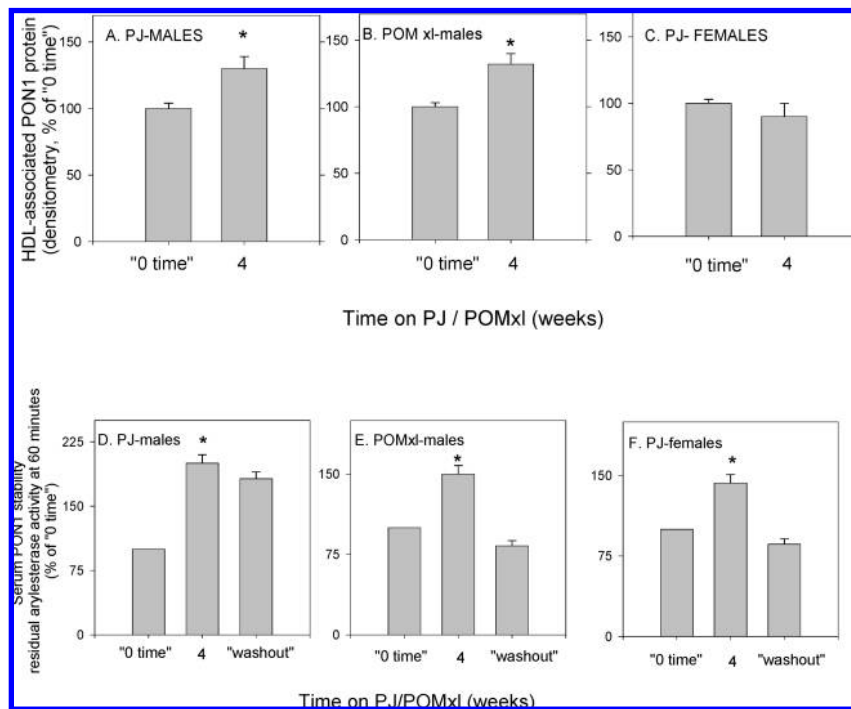 HDL-associated PON1 protein
(densitometry, % of "0 time")
A. PJ-MALES
*
150
100
50
0
"0 time" 4
B. POM xl-males
*
150
100
50
0
"0 time" 4
C. PJ- FEMALES
150
100
50
0
"0 time" 4
Time on PJ / POMxl (weeks)
Serum PON1 stability
residual arylesterase activity at 60 minutes
(% of "0 time")
D. PJ-males
*
225
150
75
0
"0 time" 4 "washout"
E. POMxl-males
*
150
75
0
"0 time" 4 "washout"
F. PJ-females
*
150
75
0
"0 time" 4 "washout"
Time on PJ/POMxl (weeks)